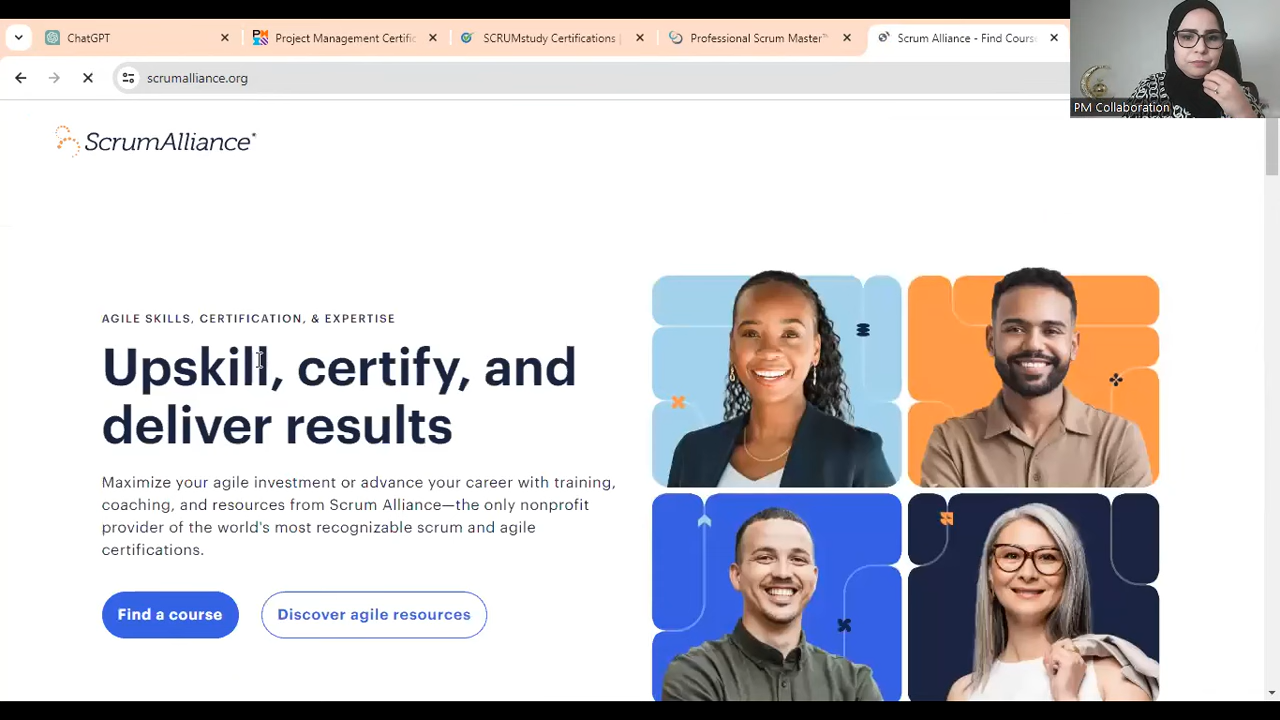 ChatGPT
Project Management Certific
SCRUMstudy Certifications |
Professional Scrum Master™
Scrum Alliance - Find Cours
scrumalliance.org
PM Collaboration
ScrumAlliance
AGILE SKILLS, CERTIFICATION, & EXPERTISE
Upskill, certify, and
deliver results
Maximize your agile investment or advance your career with training,
coaching, and resources from Scrum Alliance—the only nonprofit
provider of the world's most recognizable scrum and agile
certifications.
Find a course
Discover agile resources